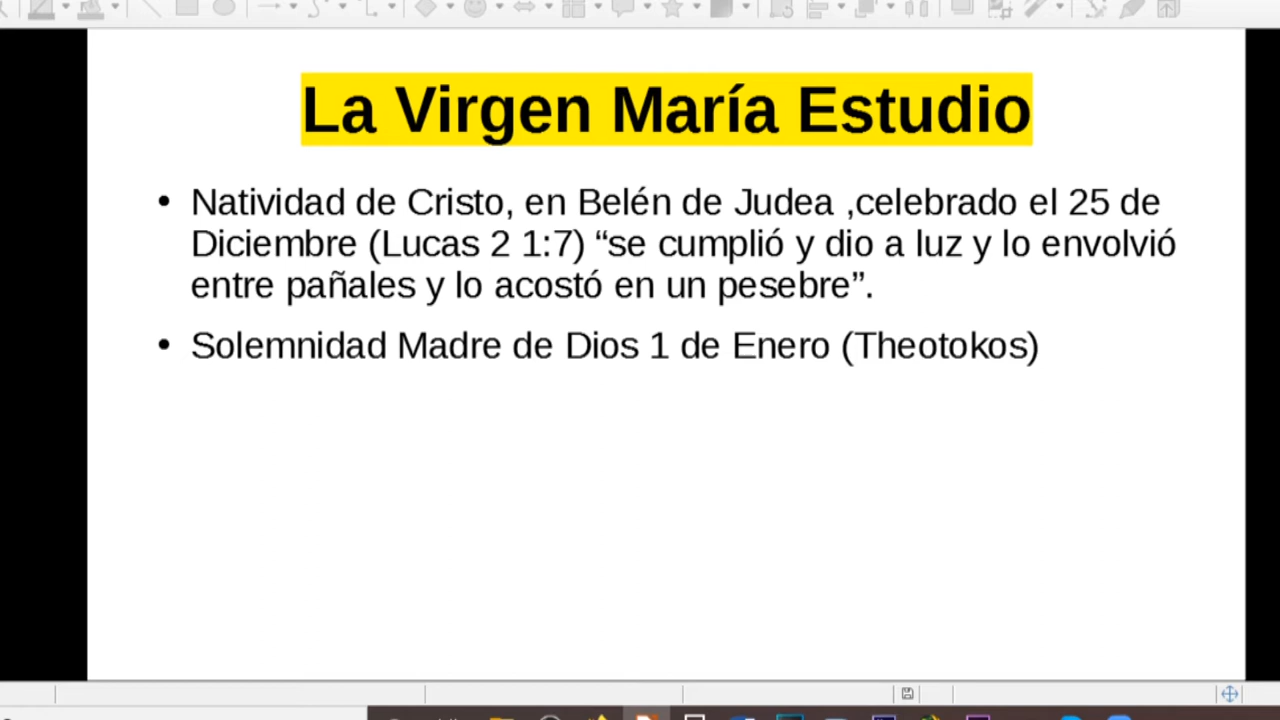 La Virgen María Estudio
• Natividad de Cristo, en Belén de Judea ,celebrado el 25 de
Diciembre (Lucas 2 1:7) “se cumplió y dio a luz y lo envolvió
entre pañales y lo acostó en un pesebre”.
• Solemnidad Madre de Dios 1 de Enero (Theotokos)